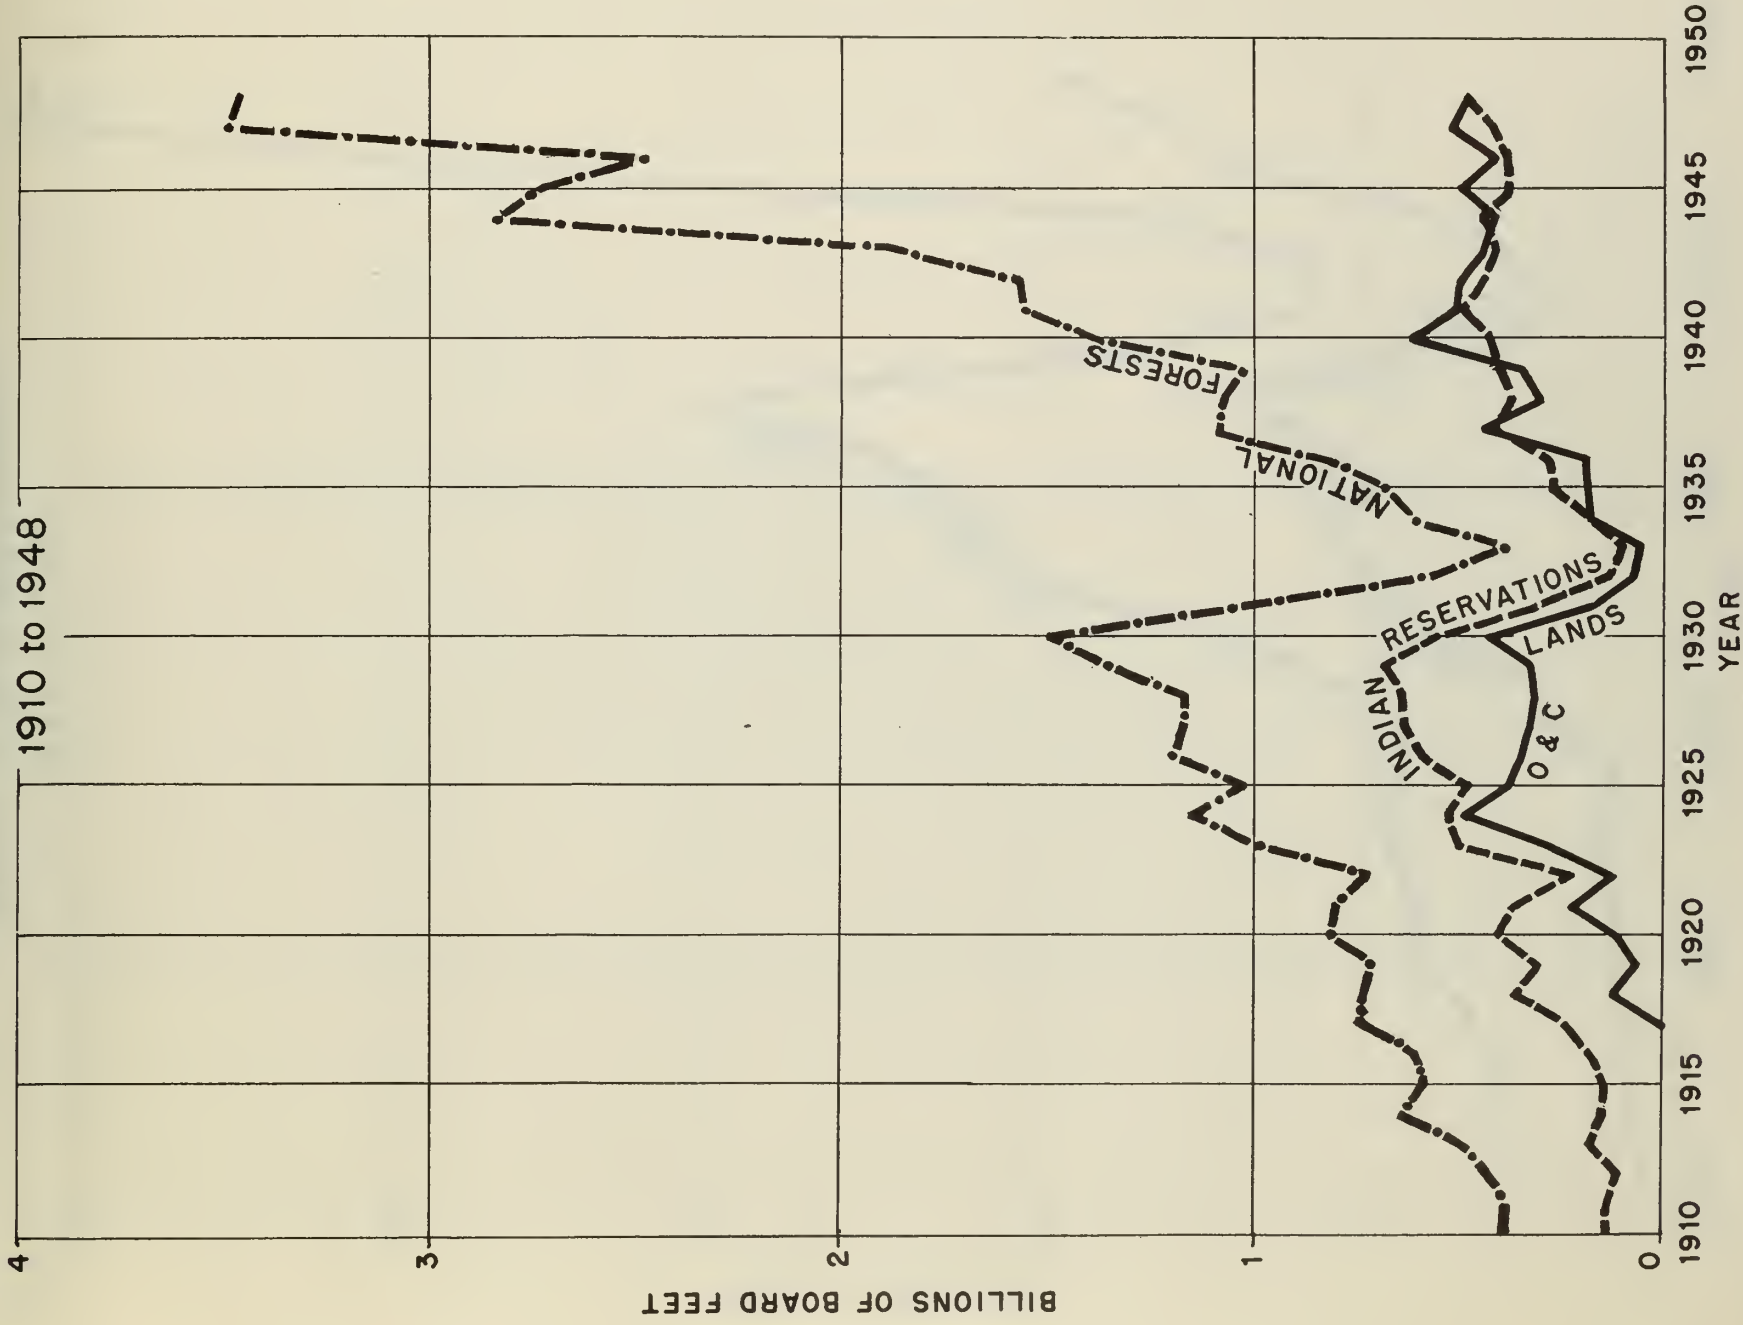 1910 to 1948
4
3
2
1
0
BILLIONS OF BOARD FEET
NATIONAL FORESTS
INDIAN RESERVATIONS
O & C LANDS
1910
1915
1920
1925
1930
1935
1940
1945
1950
YEAR